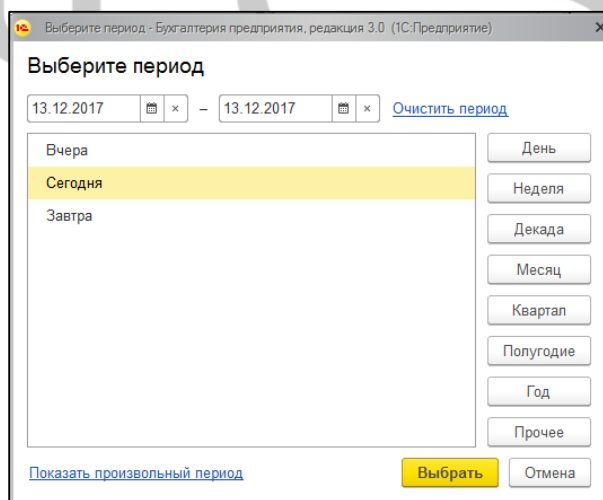 1С Выберите период - Бухгалтерия предприятия, редакция 3.0 (1С:Предприятие)
Выберите период
13.12.2017 – 13.12.2017 Очистить период
Вчера
Сегодня
Завтра
День
Неделя
Декада
Месяц
Квартал
Полугодие
Год
Прочее
Показать произвольный период
Выбрать
Отмена